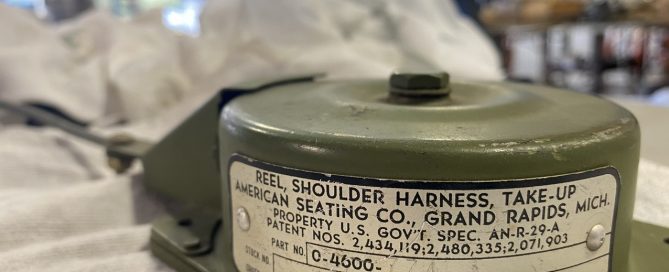 REEL, SHOULDER HARNESS, TAKE-UP
AMERICAN SEATING CO., GRAND RAPIDS, MICH.
PROPERTY U.S. GOV'T. SPEC. AN-R-29-A
PATENT NOS. 2,434,119; 2,480,335; 2,071,903
PART NO. 0-4600-
STOCK NO.